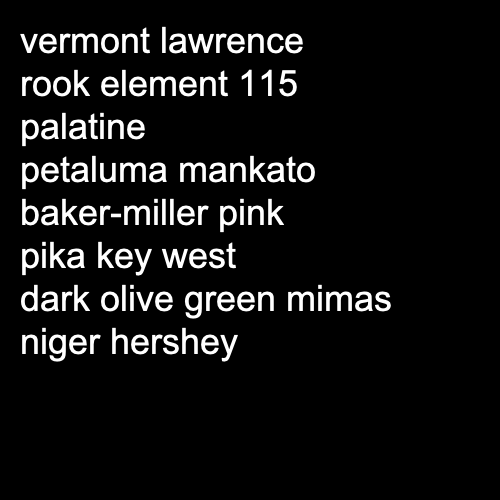 vermont lawrence
rook element 115
palatine
petaluma mankato
baker-miller pink
pika key west
dark olive green mimas
niger hershey